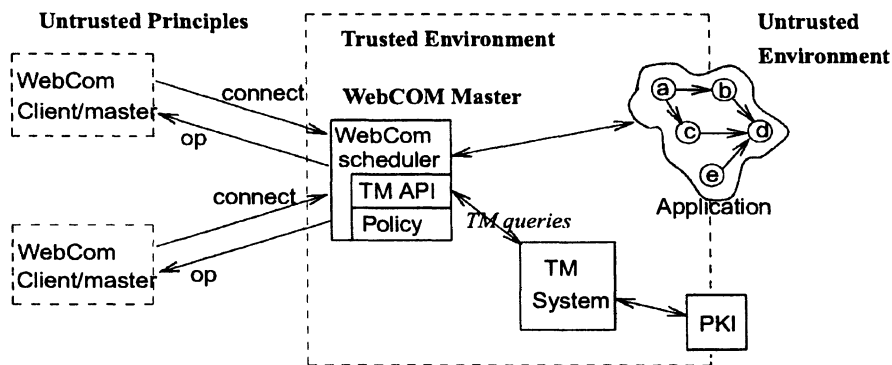 Untrusted Principles
Trusted Environment
Untrusted
Environment
WebCom
Client/master
connect
op
WebCOM Master
WebCom
scheduler
TM API
Policy
a
b
c
d
e
Application
connect
op
WebCom
Client/master
TM queries
TM
System
PKI